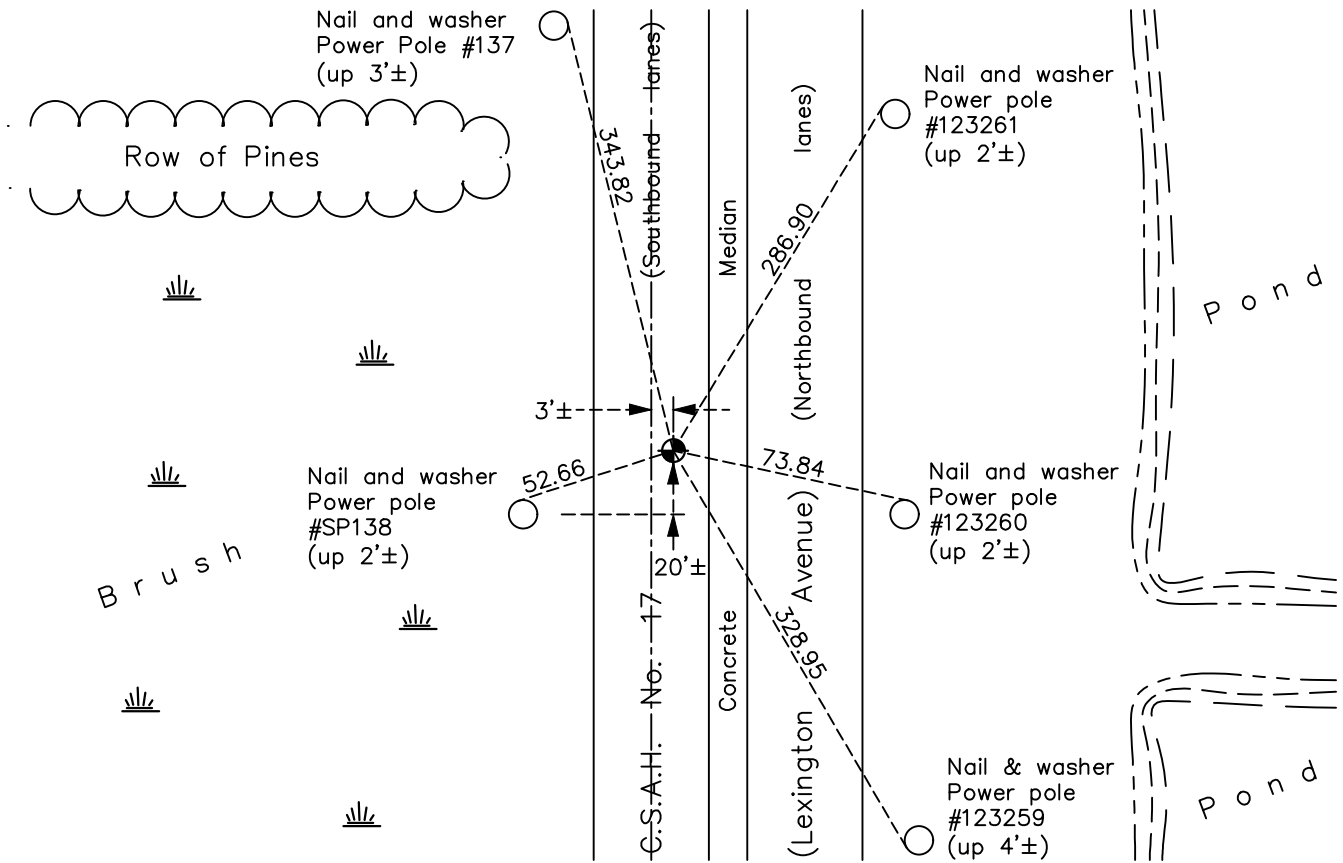 Nail and washer
Power Pole #137
(up 3'±)
Nail and washer
Power pole
#123261
(up 2'±)
Row of Pines
343.82
(Southbound lanes)
Median
286.90
(Northbound lanes)
Pond
3'±
Nail and washer
Power pole
#SP138
(up 2'±)
52.66
73.84
Nail and washer
Power pole
#123260
(up 2'±)
Brush
20'±
C.S.A.H. No. 17
Concrete
(Lexington Avenue)
328.95
Nail & washer
Power pole
#123259
(up 4'±)
Pond